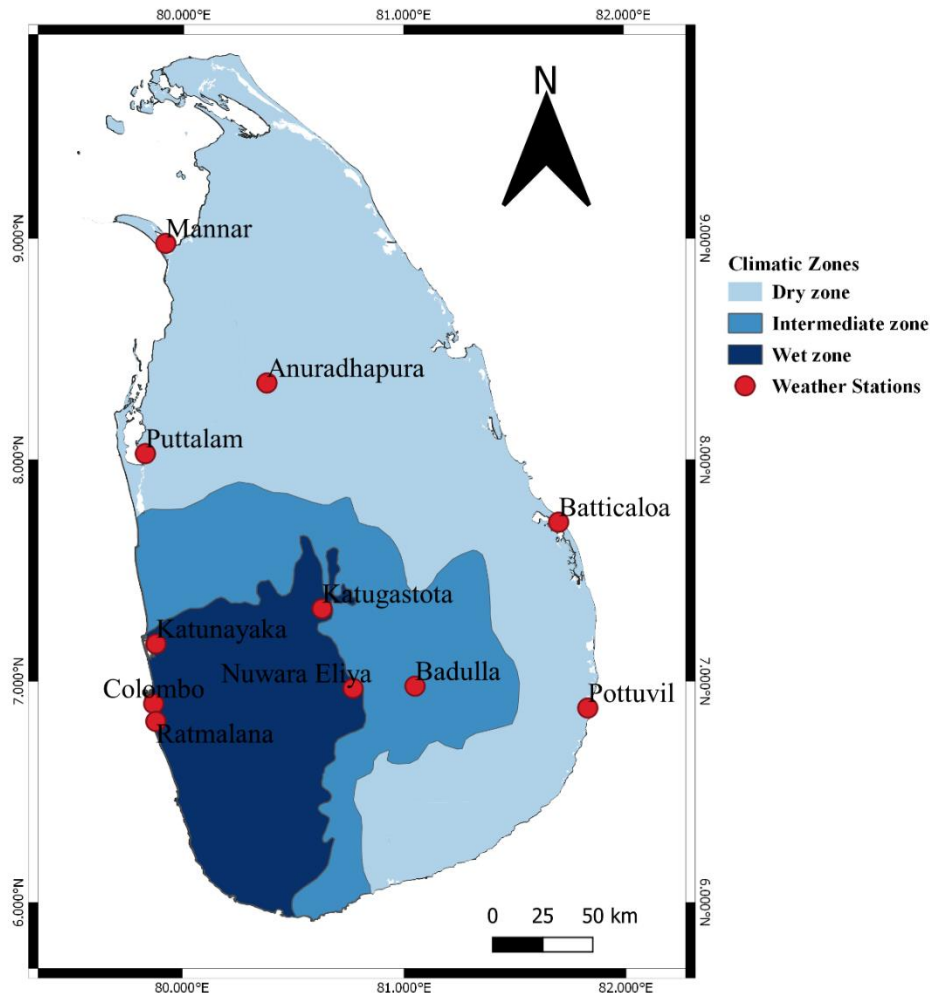 80.000°E 81.000°E 82.000°E
N
Mannar
9.000°N 9.000°N
Climatic Zones
Dry zone
Intermediate zone
Wet zone
Weather Stations
Anuradhapura
Puttalam
8.000°N 8.000°N
Batticaloa
Katugastota
Katunayaka
Nuwara Eliya
Badulla
7.000°N 7.000°N
Colombo
Pottuvil
Ratmalana
6.000°N 6.000°N
0 25 50 km
80.000°E 81.000°E 82.000°E